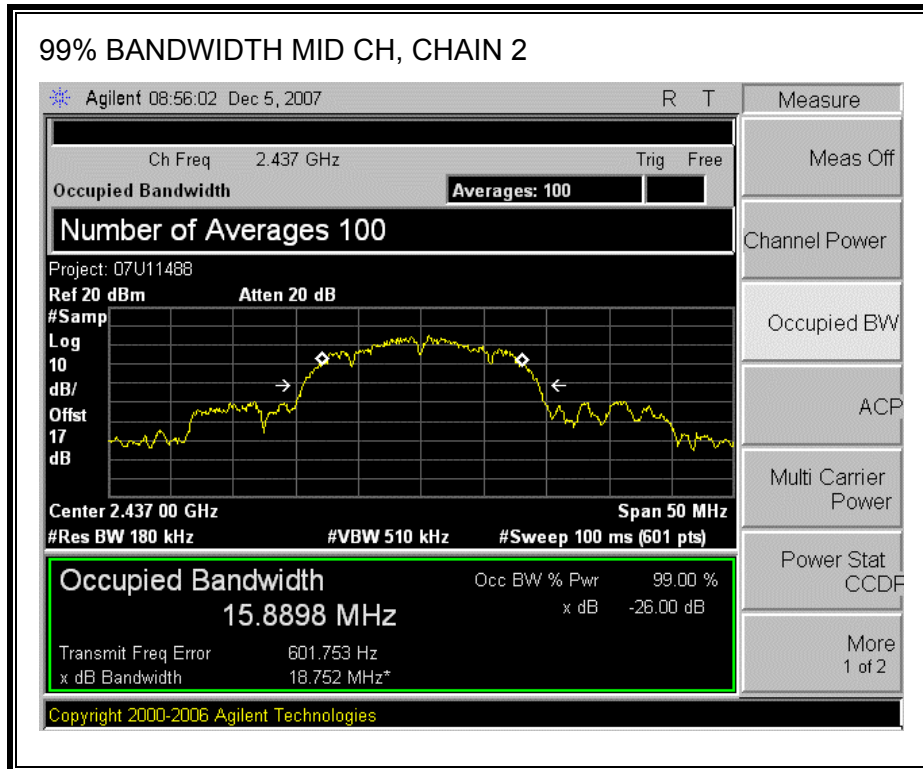 99% BANDWIDTH MID CH, CHAIN 2
Agilent 08:56:02 Dec 5, 2007 R T
Measure
Ch Freq 2.437 GHz Trig Free
Occupied Bandwidth Averages: 100
Number of Averages 100
Project: 07U11488
Ref 20 dBm Atten 20 dB
#Samp
Log
10
dB/
Offst
17
dB
Center 2.437 00 GHz Span 50 MHz
#Res BW 180 kHz #VBW 510 kHz #Sweep 100 ms (601 pts)
Occupied Bandwidth Occ BW % Pwr 99.00 %
15.8898 MHz x dB -26.00 dB
Transmit Freq Error 601.753 Hz
x dB Bandwidth 18.752 MHz*
Copyright 2000-2006 Agilent Technologies
Meas Off
Channel Power
Occupied BW
ACP
Multi Carrier
Power
Power Stat
CCDF
More
1 of 2